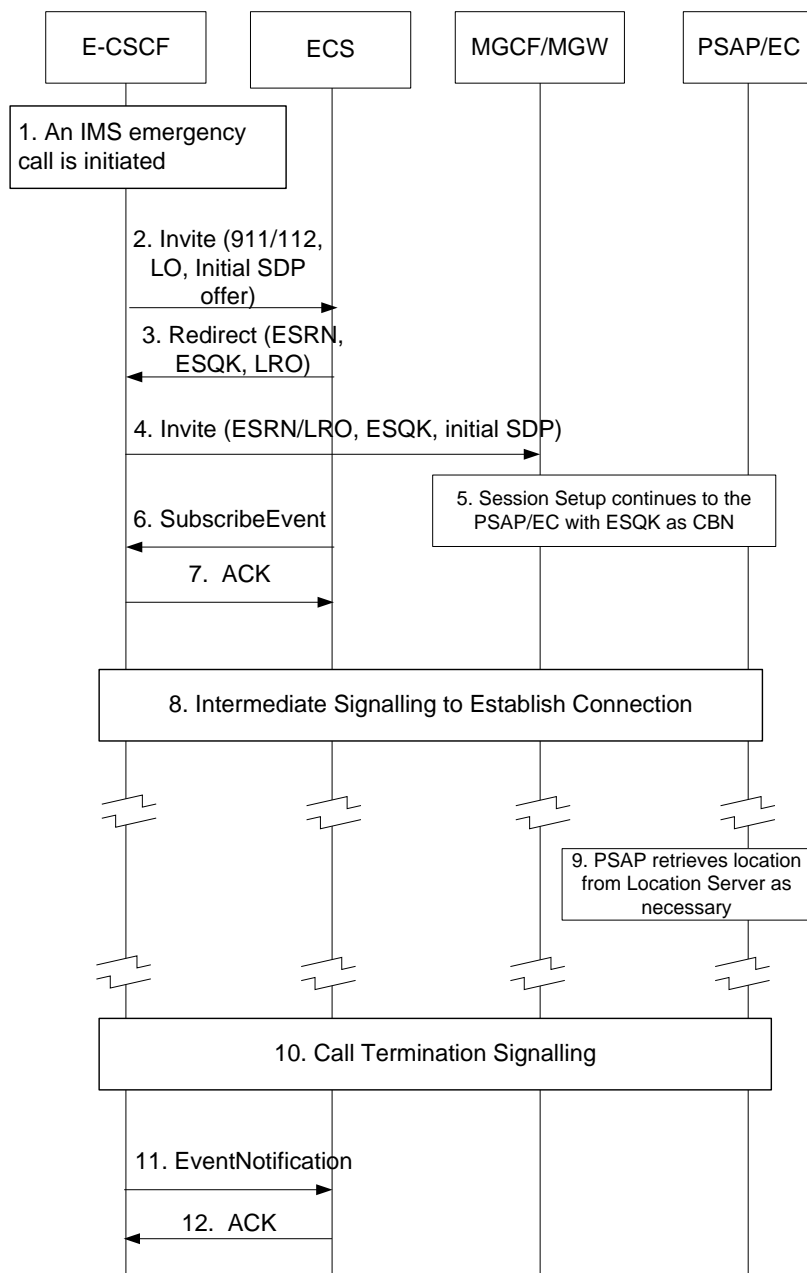 E-CSCF
ECS
MGCF/MGW
PSAP/EC
1. An IMS emergency
call is initiated
2. Invite (911/112,
LO, Initial SDP
offer)
3. Redirect (ESRN,
ESQK, LRO)
4. Invite (ESRN/LRO, ESQK, initial SDP)
5. Session Setup continues to the
PSAP/EC with ESQK as CBN
6. SubscribeEvent
7. ACK
8. Intermediate Signalling to Establish Connection
9. PSAP retrieves location
from Location Server as
necessary
10. Call Termination Signalling
11. EventNotification
12. ACK